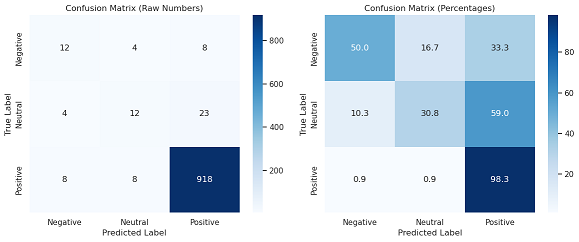 Confusion Matrix (Raw Numbers)
True Label
Negative
Neutral
Positive
12 4 8
4 12 23
8 8 918
Negative Neutral Positive
Predicted Label
800
600
400
200
Confusion Matrix (Percentages)
True Label
Negative
Neutral
Positive
50.0 16.7 33.3
10.3 30.8 59.0
0.9 0.9 98.3
Negative Neutral Positive
Predicted Label
80
60
40
20